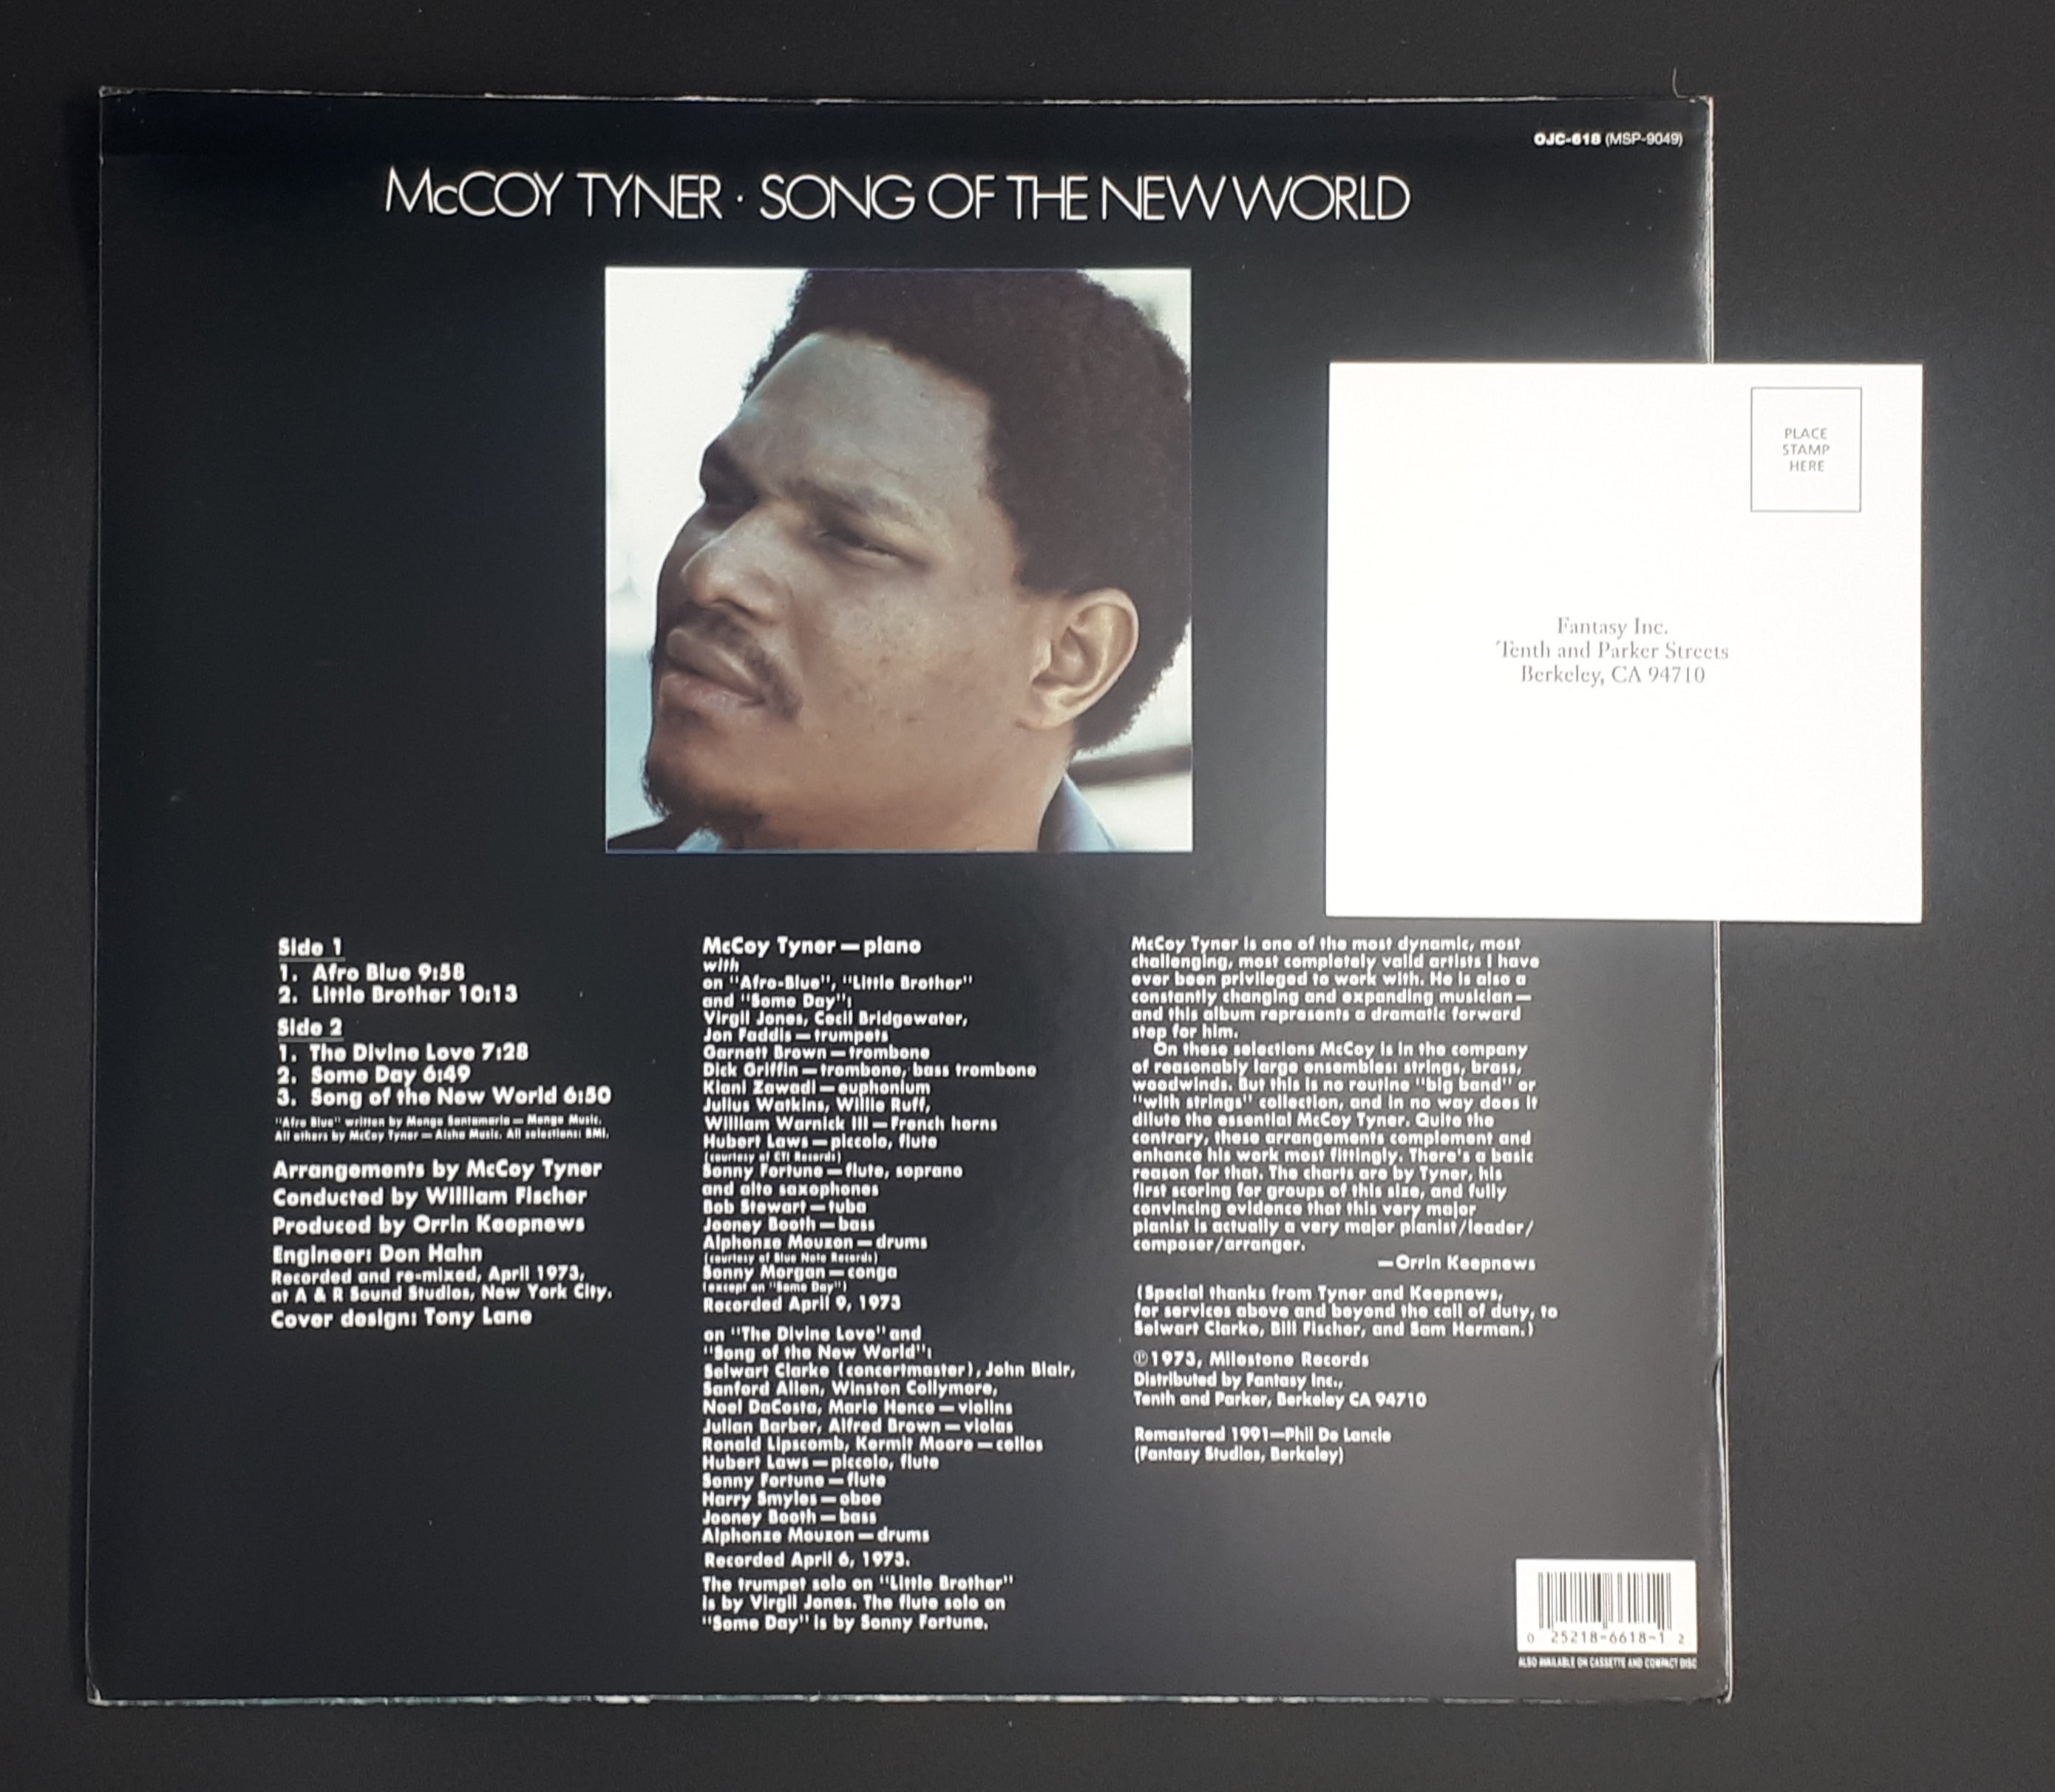 OJC-618 (MSP-9049)
McCOY TYNER · SONG OF THE NEW WORLD
PLACE
STAMP
HERE
Fantasy Inc.
Tenth and Parker Streets
Berkeley, CA 94710
Side 1
1. Afro Blue 9:58
2. Little Brother 10:13
Side 2
1. The Divine Love 7:28
2. Some Day 6:49
3. Song of the New World 6:50
"Afro Blue" written by Mongo Santamaria — Mongo Music.
All others by McCoy Tyner — Aisha Music. All selections: BMI.
Arrangements by McCoy Tyner
Conducted by William Fischer
Produced by Orrin Keepnews
Engineer: Don Hahn
Recorded and re-mixed, April 1973,
at A & R Sound Studios, New York City.
Cover design: Tony Lane
McCoy Tyner — piano
with
on "Afro-Blue", "Little Brother"
and "Some Day":
Virgil Jones, Cecil Bridgewater,
Jon Faddis — trumpets
Garnett Brown — trombone
Dick Griffin — trombone, bass trombone
Kiani Zawadi — euphonium
Julius Watkins, Willie Ruff,
William Warnick III — French horns
Hubert Laws — piccolo, flute
(courtesy of CTI Records)
Sonny Fortune — flute, soprano
and alto saxophones
Bob Stewart — tuba
Jooney Booth — bass
Alphonze Mouzon — drums
(courtesy of Blue Note Records)
Sonny Morgan — conga
(except on "Some Day")
Recorded April 9, 1973
on "The Divine Love" and
"Song of the New World":
Selwart Clarke (concertmaster), John Blair,
Sanford Allen, Winston Collymore,
Noel DaCosta, Marie Hence — violins
Julian Barber, Alfred Brown — violas
Ronald Lipscomb, Kermit Moore — cellos
Hubert Laws — piccolo, flute
Sonny Fortune — flute
Harry Smyles — oboe
Jooney Booth — bass
Alphonze Mouzon — drums
Recorded April 6, 1973.
The trumpet solo on "Little Brother"
is by Virgil Jones. The flute solo on
"Some Day" is by Sonny Fortune.
McCoy Tyner is one of the most dynamic, most
challenging, most completely valid artists I have
ever been privileged to work with. He is also a
constantly changing and expanding musician —
and this album represents a dramatic forward
step for him.
On these selections McCoy is in the company
of reasonably large ensembles: strings, brass,
woodwinds. But this is no routine "big band" or
"with strings" collection, and in no way does it
dilute the essential McCoy Tyner. Quite the
contrary, these arrangements complement and
enhance his work most fittingly. There's a basic
reason for that. The charts are by Tyner, his
first scoring for groups of this size, and fully
convincing evidence that this very major
pianist is actually a very major pianist/leader/
composer/arranger.
—Orrin Keepnews
(Special thanks from Tyner and Keepnews,
for services above and beyond the call of duty, to
Selwart Clarke, Bill Fischer, and Sam Herman.)
℗1973, Milestone Records
Distributed by Fantasy Inc.,
Tenth and Parker, Berkeley CA 94710
Remastered 1991—Phil De Lancie
(Fantasy Studios, Berkeley)
0 25218-6618-1 2
ALSO AVAILABLE ON CASSETTE AND COMPACT DISC